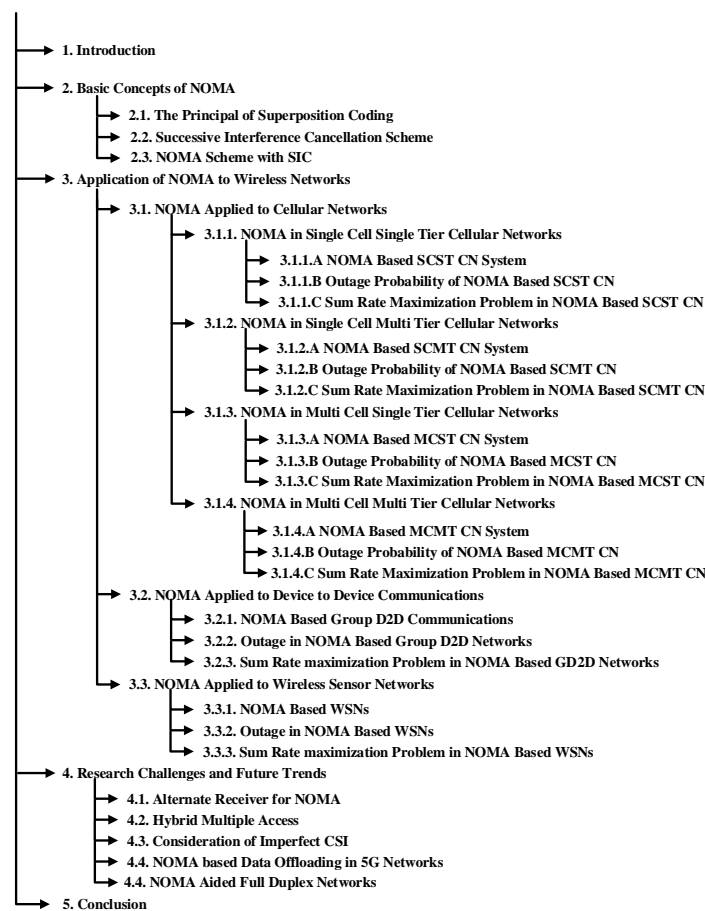 1. Introduction
2. Basic Concepts of NOMA
2.1. The Principal of Superposition Coding
2.2. Successive Interference Cancellation Scheme
2.3. NOMA Scheme with SIC
3. Application of NOMA to Wireless Networks
3.1. NOMA Applied to Cellular Networks
3.1.1. NOMA in Single Cell Single Tier Cellular Networks
3.1.1.A NOMA Based SCST CN System
3.1.1.B Outage Probability of NOMA Based SCST CN
3.1.1.C Sum Rate Maximization Problem in NOMA Based SCST CN
3.1.2. NOMA in Single Cell Multi Tier Cellular Networks
3.1.2.A NOMA Based SCMT CN System
3.1.2.B Outage Probability of NOMA Based SCMT CN
3.1.2.C Sum Rate Maximization Problem in NOMA Based SCMT CN
3.1.3. NOMA in Multi Cell Single Tier Cellular Networks
3.1.3.A NOMA Based MCST CN System
3.1.3.B Outage Probability of NOMA Based MCST CN
3.1.3.C Sum Rate Maximization Problem in NOMA Based MCST CN
3.1.4. NOMA in Multi Cell Multi Tier Cellular Networks
3.1.4.A NOMA Based MCMT CN System
3.1.4.B Outage Probability of NOMA Based MCMT CN
3.1.4.C Sum Rate Maximization Problem in NOMA Based MCMT CN
3.2. NOMA Applied to Device to Device Communications
3.2.1. NOMA Based Group D2D Communications
3.2.2. Outage in NOMA Based Group D2D Networks
3.2.3. Sum Rate maximization Problem in NOMA Based GD2D Networks
3.3. NOMA Applied to Wireless Sensor Networks
3.3.1. NOMA Based WSNs
3.3.2. Outage in NOMA Based WSNs
3.3.3. Sum Rate maximization Problem in NOMA Based WSNs
4. Research Challenges and Future Trends
4.1. Alternate Receiver for NOMA
4.2. Hybrid Multiple Access
4.3. Consideration of Imperfect CSI
4.4. NOMA based Data Offloading in 5G Networks
4.4. NOMA Aided Full Duplex Networks
5. Conclusion